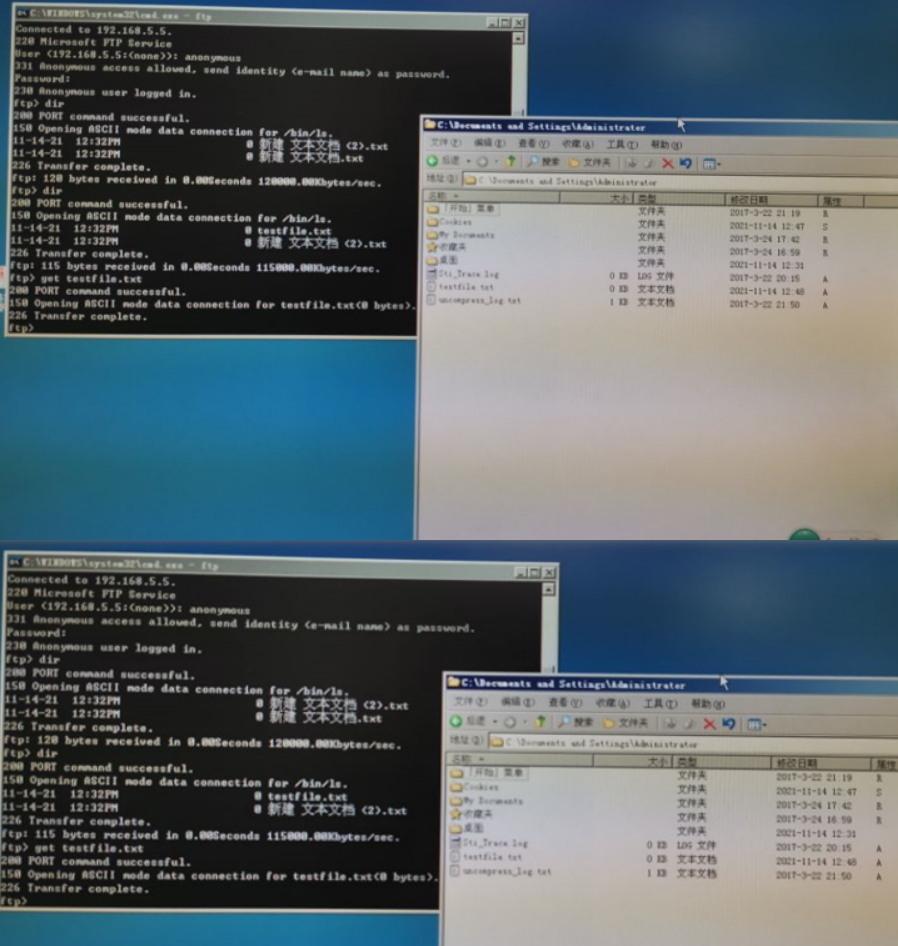 C:\WINDOWS\system32\cmd.exe - ftp
Connected to 192.168.5.5.
220 Microsoft FTP Service
User (192.168.5.5:(none)): anonymous
331 Anonymous access allowed, send identity (e-mail name) as password.
Password:
230 Anonymous user logged in.
ftp> dir
200 PORT command successful.
150 Opening ASCII mode data connection for /bin/ls.
11-14-21 12:32PM 0 新建 文本文档 (2).txt
11-14-21 12:32PM 0 新建 文本文档.txt
226 Transfer complete.
ftp: 120 bytes received in 0.00Seconds 120000.00Kbytes/sec.
ftp> dir
200 PORT command successful.
150 Opening ASCII mode data connection for /bin/ls.
11-14-21 12:32PM 0 testfile.txt
11-14-21 12:32PM 0 新建 文本文档 (2).txt
226 Transfer complete.
ftp: 115 bytes received in 0.00Seconds 115000.00Kbytes/sec.
ftp> get testfile.txt
200 PORT command successful.
150 Opening ASCII mode data connection for testfile.txt(0 bytes).
226 Transfer complete.
ftp>
C:\Documents and Settings\Administrator
文件(F) 编辑(E) 查看(V) 收藏(A) 工具(T) 帮助(H)
后退 搜索 文件夹
地址(D) C:\Documents and Settings\Administrator
名称 大小 类型 修改日期 属性
「开始」菜单 文件夹 2017-3-22 21:19 R
Cookies 文件夹 2021-11-14 12:47 S
My Documents 文件夹 2017-3-24 17:42 R
收藏夹 文件夹 2017-3-24 16:59 R
桌面 文件夹 2021-11-14 12:31
Sti_Trace.log 0 KB LOG 文件 2017-3-22 20:15 A
testfile.txt 0 KB 文本文档 2021-11-14 12:48 A
uncompress_log.txt 1 KB 文本文档 2017-3-22 21:50 A
C:\WINDOWS\system32\cmd.exe - ftp
Connected to 192.168.5.5.
220 Microsoft FTP Service
User (192.168.5.5:(none)): anonymous
331 Anonymous access allowed, send identity (e-mail name) as password.
Password:
230 Anonymous user logged in.
ftp> dir
200 PORT command successful.
150 Opening ASCII mode data connection for /bin/ls.
11-14-21 12:32PM 0 新建 文本文档 (2).txt
11-14-21 12:32PM 0 新建 文本文档.txt
226 Transfer complete.
ftp: 120 bytes received in 0.00Seconds 120000.00Kbytes/sec.
ftp> dir
200 PORT command successful.
150 Opening ASCII mode data connection for /bin/ls.
11-14-21 12:32PM 0 testfile.txt
11-14-21 12:32PM 0 新建 文本文档 (2).txt
226 Transfer complete.
ftp: 115 bytes received in 0.00Seconds 115000.00Kbytes/sec.
ftp> get testfile.txt
200 PORT command successful.
150 Opening ASCII mode data connection for testfile.txt(0 bytes).
226 Transfer complete.
ftp>
C:\Documents and Settings\Administrator
文件(F) 编辑(E) 查看(V) 收藏(A) 工具(T) 帮助(H)
后退 搜索 文件夹
地址(D) C:\Documents and Settings\Administrator
名称 大小 类型 修改日期 属性
「开始」菜单 文件夹 2017-3-22 21:19 R
Cookies 文件夹 2021-11-14 12:47 S
My Documents 文件夹 2017-3-24 17:42 R
收藏夹 文件夹 2017-3-24 16:59 R
桌面 文件夹 2021-11-14 12:31
Sti_Trace.log 0 KB LOG 文件 2017-3-22 20:15 A
testfile.txt 0 KB 文本文档 2021-11-14 12:48 A
uncompress_log.txt 1 KB 文本文档 2017-3-22 21:50 A